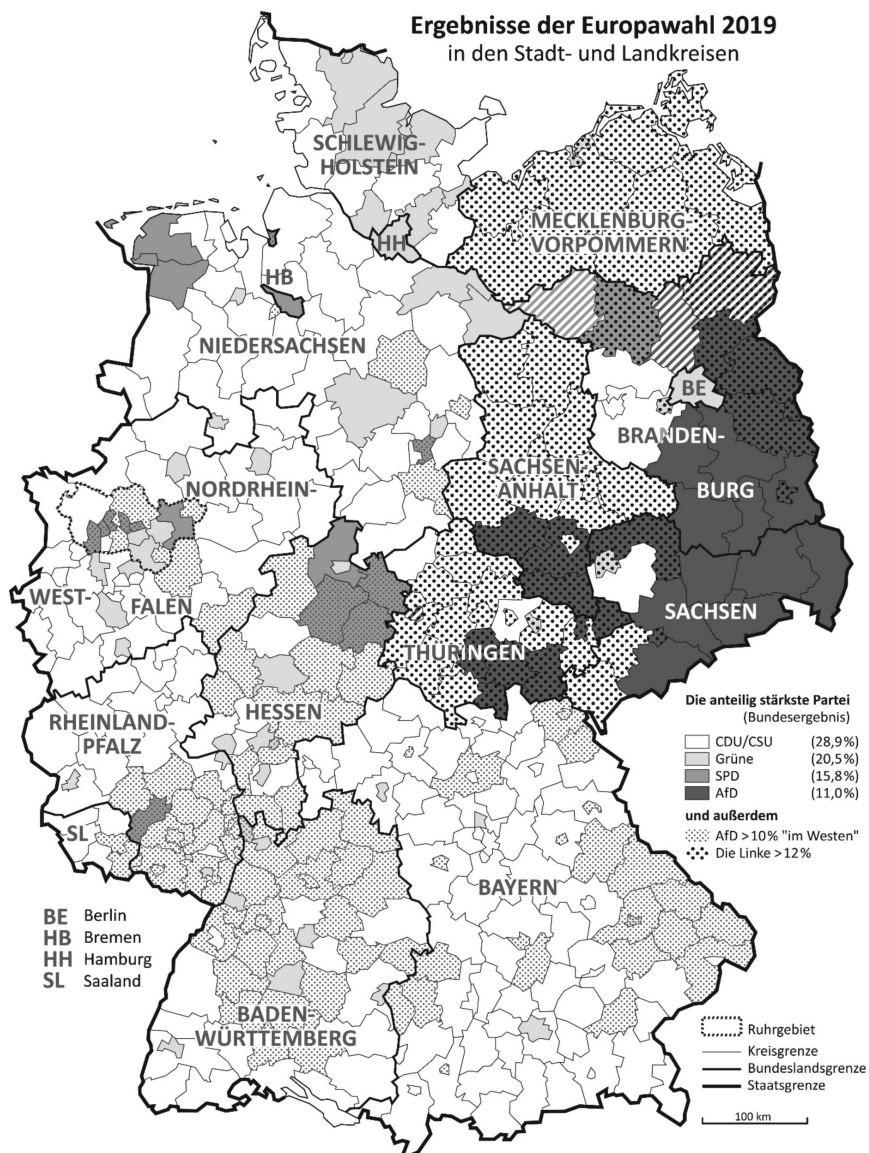 Ergebnisse der Europawahl 2019
in den Stadt- und Landkreisen
SCHLEWIG-
HOLSTEIN
MECKLENBURG-
VORPOMMERN
HH
HB
NIEDERSACHSEN
BE
BRANDEN-
BURG
SACHSEN
ANHALT
NORDRHEIN-
WEST-
FALEN
SACHSEN
THÜRINGEN
HESSEN
RHEINLAND-
PFALZ
SL
BAYERN
BADEN-
WÜRTTEMBERG
Die anteilig stärkste Partei
(Bundesergebnis)
CDU/CSU (28,9%)
Grüne (20,5%)
SPD (15,8%)
AfD (11,0%)
und außerdem
AfD >10% "im Westen"
Die Linke >12%
BE Berlin
HB Bremen
HH Hamburg
SL Saaland
Ruhrgebiet
Kreisgrenze
Bundeslandsgrenze
Staatsgrenze
100 km